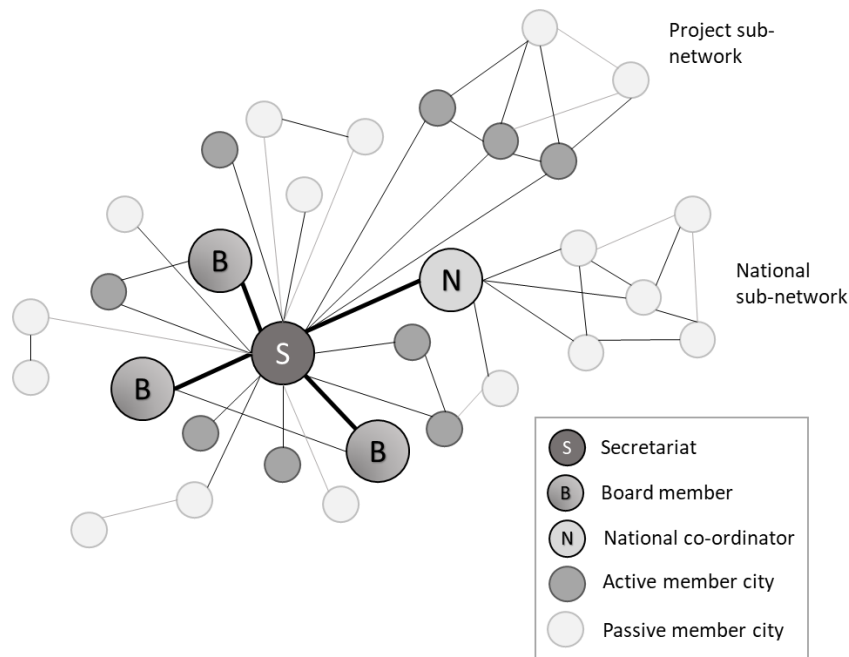 Project sub-
network
B
N
National
sub-network
S
B
B
S Secretariat
B Board member
N National co-ordinator
Active member city
Passive member city